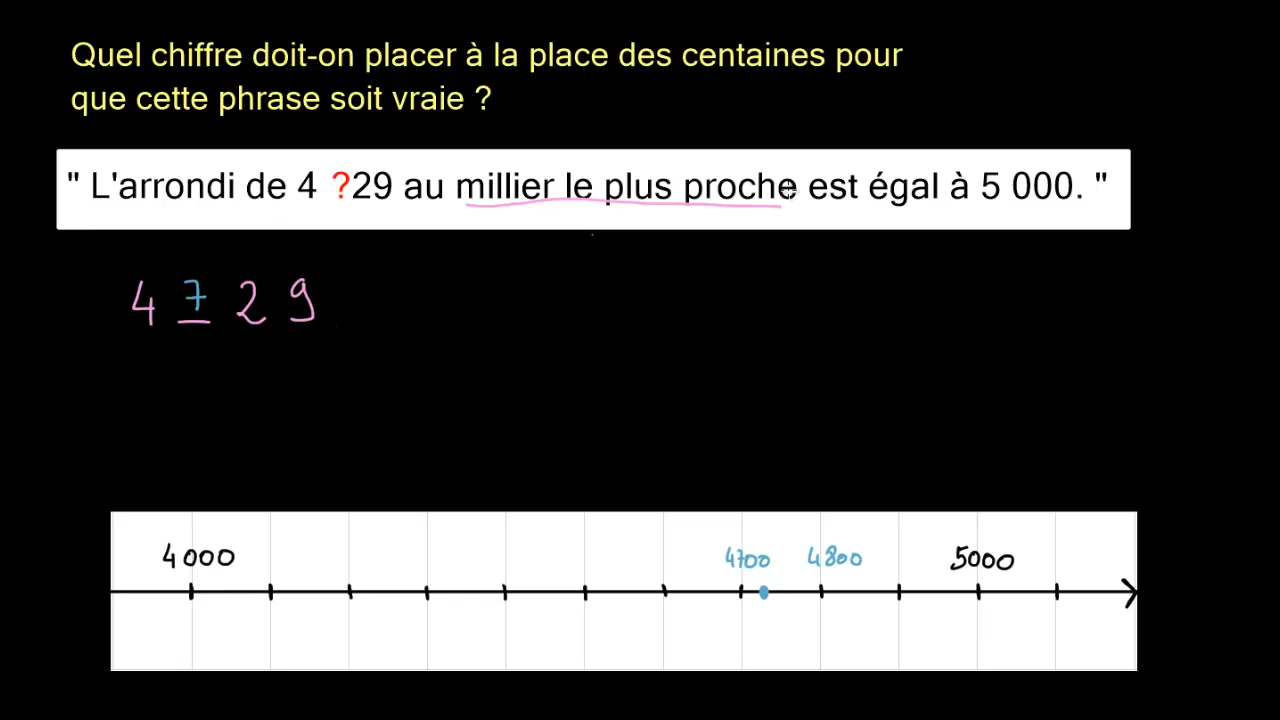 Quel chiffre doit-on placer à la place des centaines pour
que cette phrase soit vraie ?
" L'arrondi de 4 ?29 au millier le plus proche est égal à 5 000. "
4 7 2 9
4000 4700 4800 5000